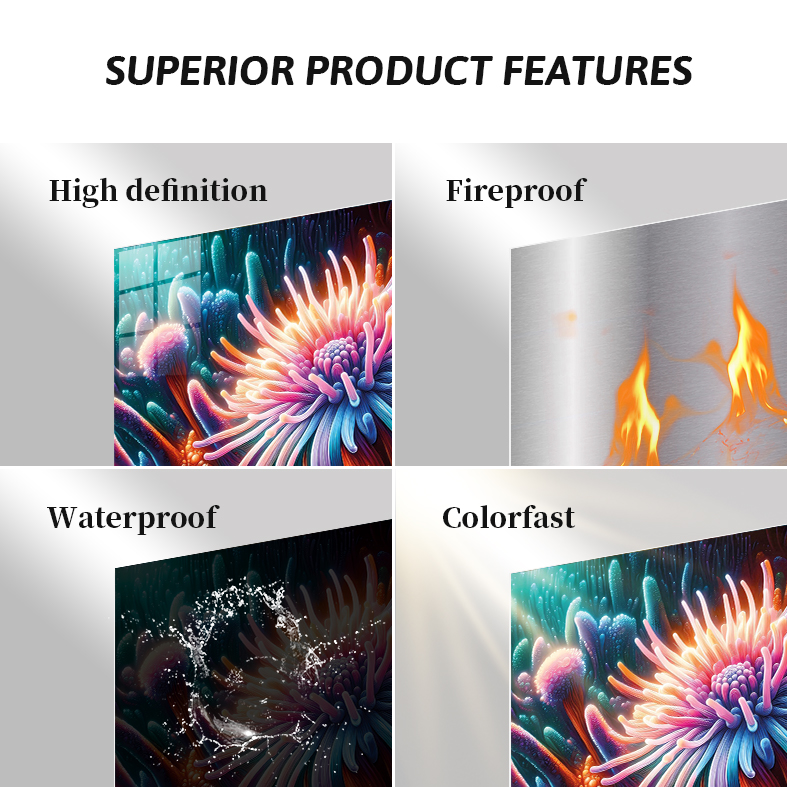 SUPERIOR PRODUCT FEATURES
High definition
Fireproof
Waterproof
Colorfast